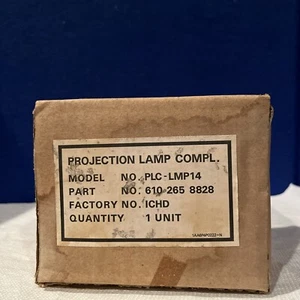 PROJECTION LAMP COMPL.
MODEL NO. PLC-LMP14
PART NO. 610 265 8828
FACTORY NO. ICHD
QUANTITY 1 UNIT